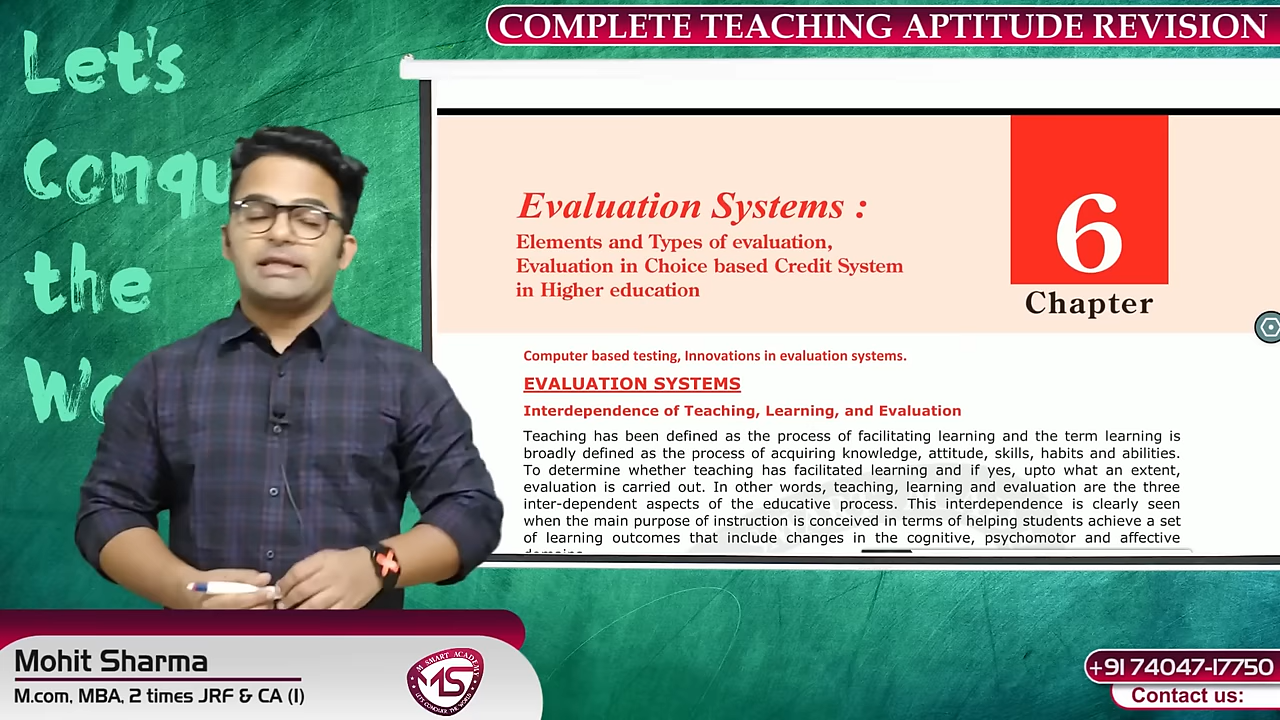 COMPLETE TEACHING APTITUDE REVISION
Let's
Conqu
the
Wo
Evaluation Systems :
Elements and Types of evaluation,
Evaluation in Choice based Credit System
in Higher education
6
Chapter
Computer based testing, Innovations in evaluation systems.
EVALUATION SYSTEMS
Interdependence of Teaching, Learning, and Evaluation
Teaching has been defined as the process of facilitating learning and the term learning is
broadly defined as the process of acquiring knowledge, attitude, skills, habits and abilities.
To determine whether teaching has facilitated learning and if yes, upto what an extent,
evaluation is carried out. In other words, teaching, learning and evaluation are the three
inter-dependent aspects of the educative process. This interdependence is clearly seen
when the main purpose of instruction is conceived in terms of helping students achieve a set
of learning outcomes that include changes in the cognitive, psychomotor and affective
Mohit Sharma
M.com, MBA, 2 times JRF & CA (I)
M SMART ACADEMY
MS
LETS CONQUER THE WORLD
+91 74047-17750
Contact us: